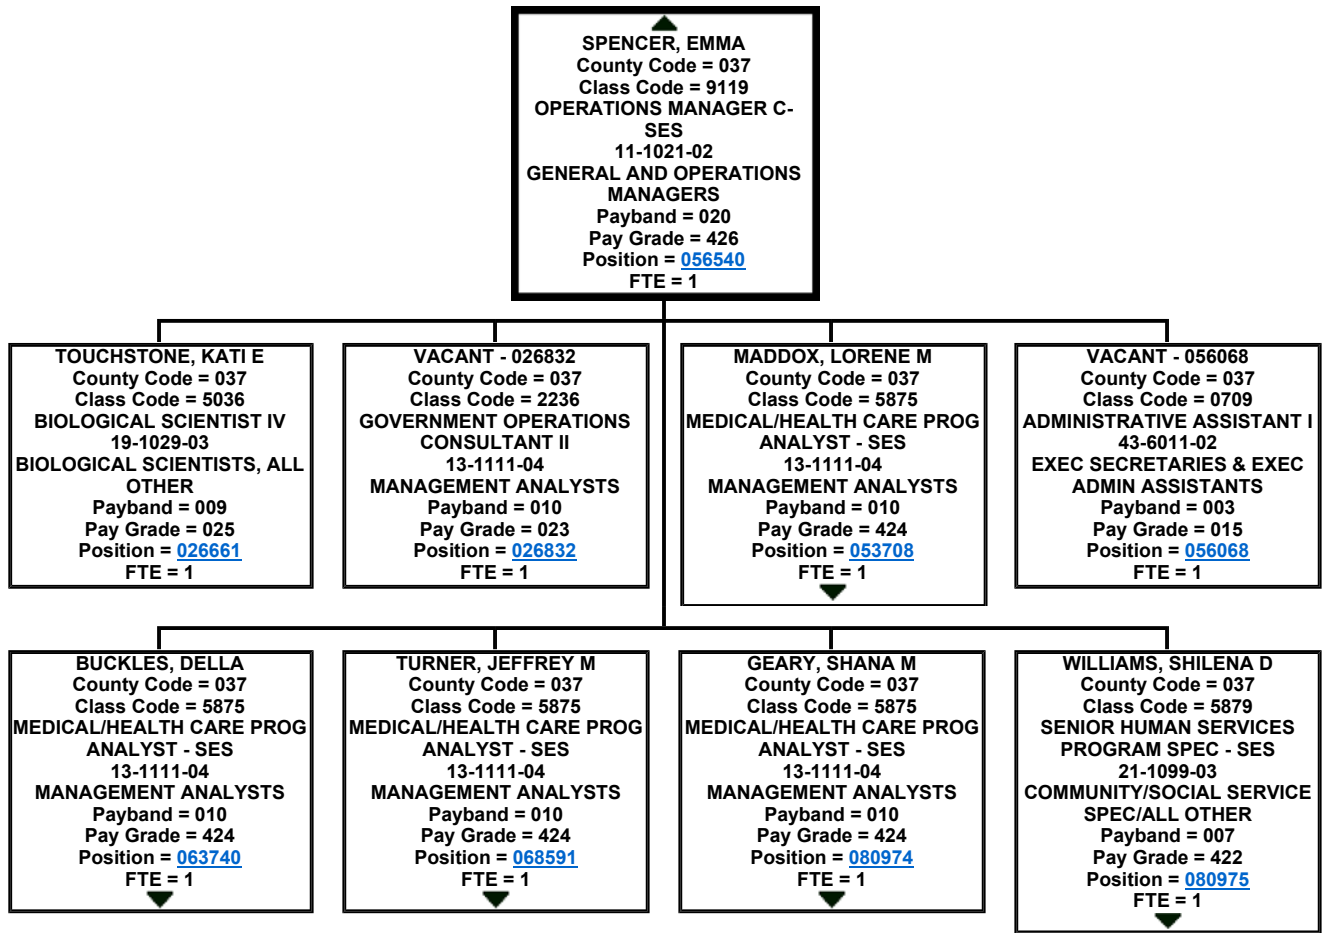 SPENCER, EMMA
County Code = 037
Class Code = 9119
OPERATIONS MANAGER C-
SES
11-1021-02
GENERAL AND OPERATIONS
MANAGERS
Payband = 020
Pay Grade = 426
Position = 056540
FTE = 1
TOUCHSTONE, KATI E
County Code = 037
Class Code = 5036
BIOLOGICAL SCIENTIST IV
19-1029-03
BIOLOGICAL SCIENTISTS, ALL
OTHER
Payband = 009
Pay Grade = 025
Position = 026661
FTE = 1
VACANT - 026832
County Code = 037
Class Code = 2236
GOVERNMENT OPERATIONS
CONSULTANT II
13-1111-04
MANAGEMENT ANALYSTS
Payband = 010
Pay Grade = 023
Position = 026832
FTE = 1
MADDOX, LORENE M
County Code = 037
Class Code = 5875
MEDICAL/HEALTH CARE PROG
ANALYST - SES
13-1111-04
MANAGEMENT ANALYSTS
Payband = 010
Pay Grade = 424
Position = 053708
FTE = 1
VACANT - 056068
County Code = 037
Class Code = 0709
ADMINISTRATIVE ASSISTANT I
43-6011-02
EXEC SECRETARIES & EXEC
ADMIN ASSISTANTS
Payband = 003
Pay Grade = 015
Position = 056068
FTE = 1
BUCKLES, DELLA
County Code = 037
Class Code = 5875
MEDICAL/HEALTH CARE PROG
ANALYST - SES
13-1111-04
MANAGEMENT ANALYSTS
Payband = 010
Pay Grade = 424
Position = 063740
FTE = 1
TURNER, JEFFREY M
County Code = 037
Class Code = 5875
MEDICAL/HEALTH CARE PROG
ANALYST - SES
13-1111-04
MANAGEMENT ANALYSTS
Payband = 010
Pay Grade = 424
Position = 068591
FTE = 1
GEARY, SHANA M
County Code = 037
Class Code = 5875
MEDICAL/HEALTH CARE PROG
ANALYST - SES
13-1111-04
MANAGEMENT ANALYSTS
Payband = 010
Pay Grade = 424
Position = 080974
FTE = 1
WILLIAMS, SHILENA D
County Code = 037
Class Code = 5879
SENIOR HUMAN SERVICES
PROGRAM SPEC - SES
21-1099-03
COMMUNITY/SOCIAL SERVICE
SPEC/ALL OTHER
Payband = 007
Pay Grade = 422
Position = 080975
FTE = 1